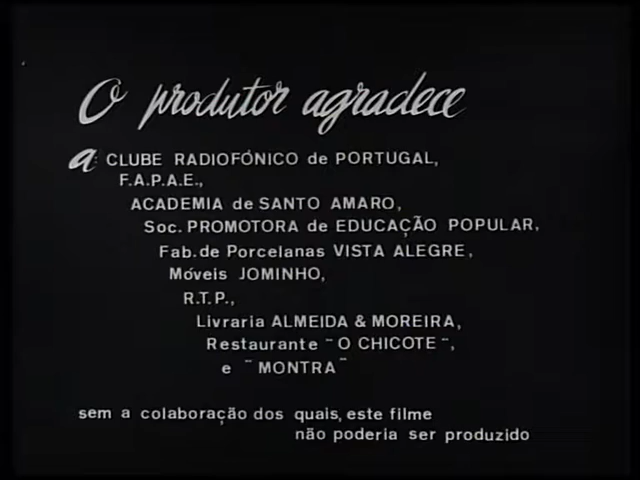 O produtor agradece
a: CLUBE RADIOFÓNICO de PORTUGAL,
F.A.P.A.E.,
ACADEMIA de SANTO AMARO,
Soc. PROMOTORA de EDUCAÇÃO POPULAR,
Fab. de Porcelanas VISTA ALEGRE,
Móveis JOMINHO,
R.T.P.,
Livraria ALMEIDA & MOREIRA,
Restaurante "O CHICOTE",
e "MONTRA"
sem a colaboração dos quais, este filme
não poderia ser produzido